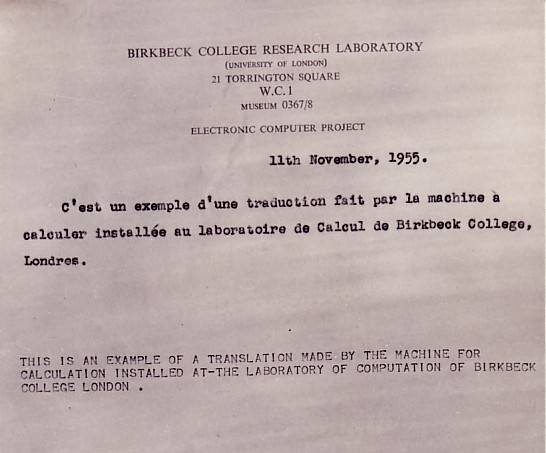 BIRKBECK COLLEGE RESEARCH LABORATORY
(UNIVERSITY OF LONDON)
21 TORRINGTON SQUARE
W.C.1
MUSEUM 0367/8
ELECTRONIC COMPUTER PROJECT
11th November, 1955.
C'est un exemple d'une traduction fait par la machine à
calculer installée au laboratoire de Calcul de Birkbeck College,
Londres.
THIS IS AN EXAMPLE OF A TRANSLATION MADE BY THE MACHINE FOR
CALCULATION INSTALLED AT-THE LABORATORY OF COMPUTATION OF BIRKBECK
COLLEGE LONDON .